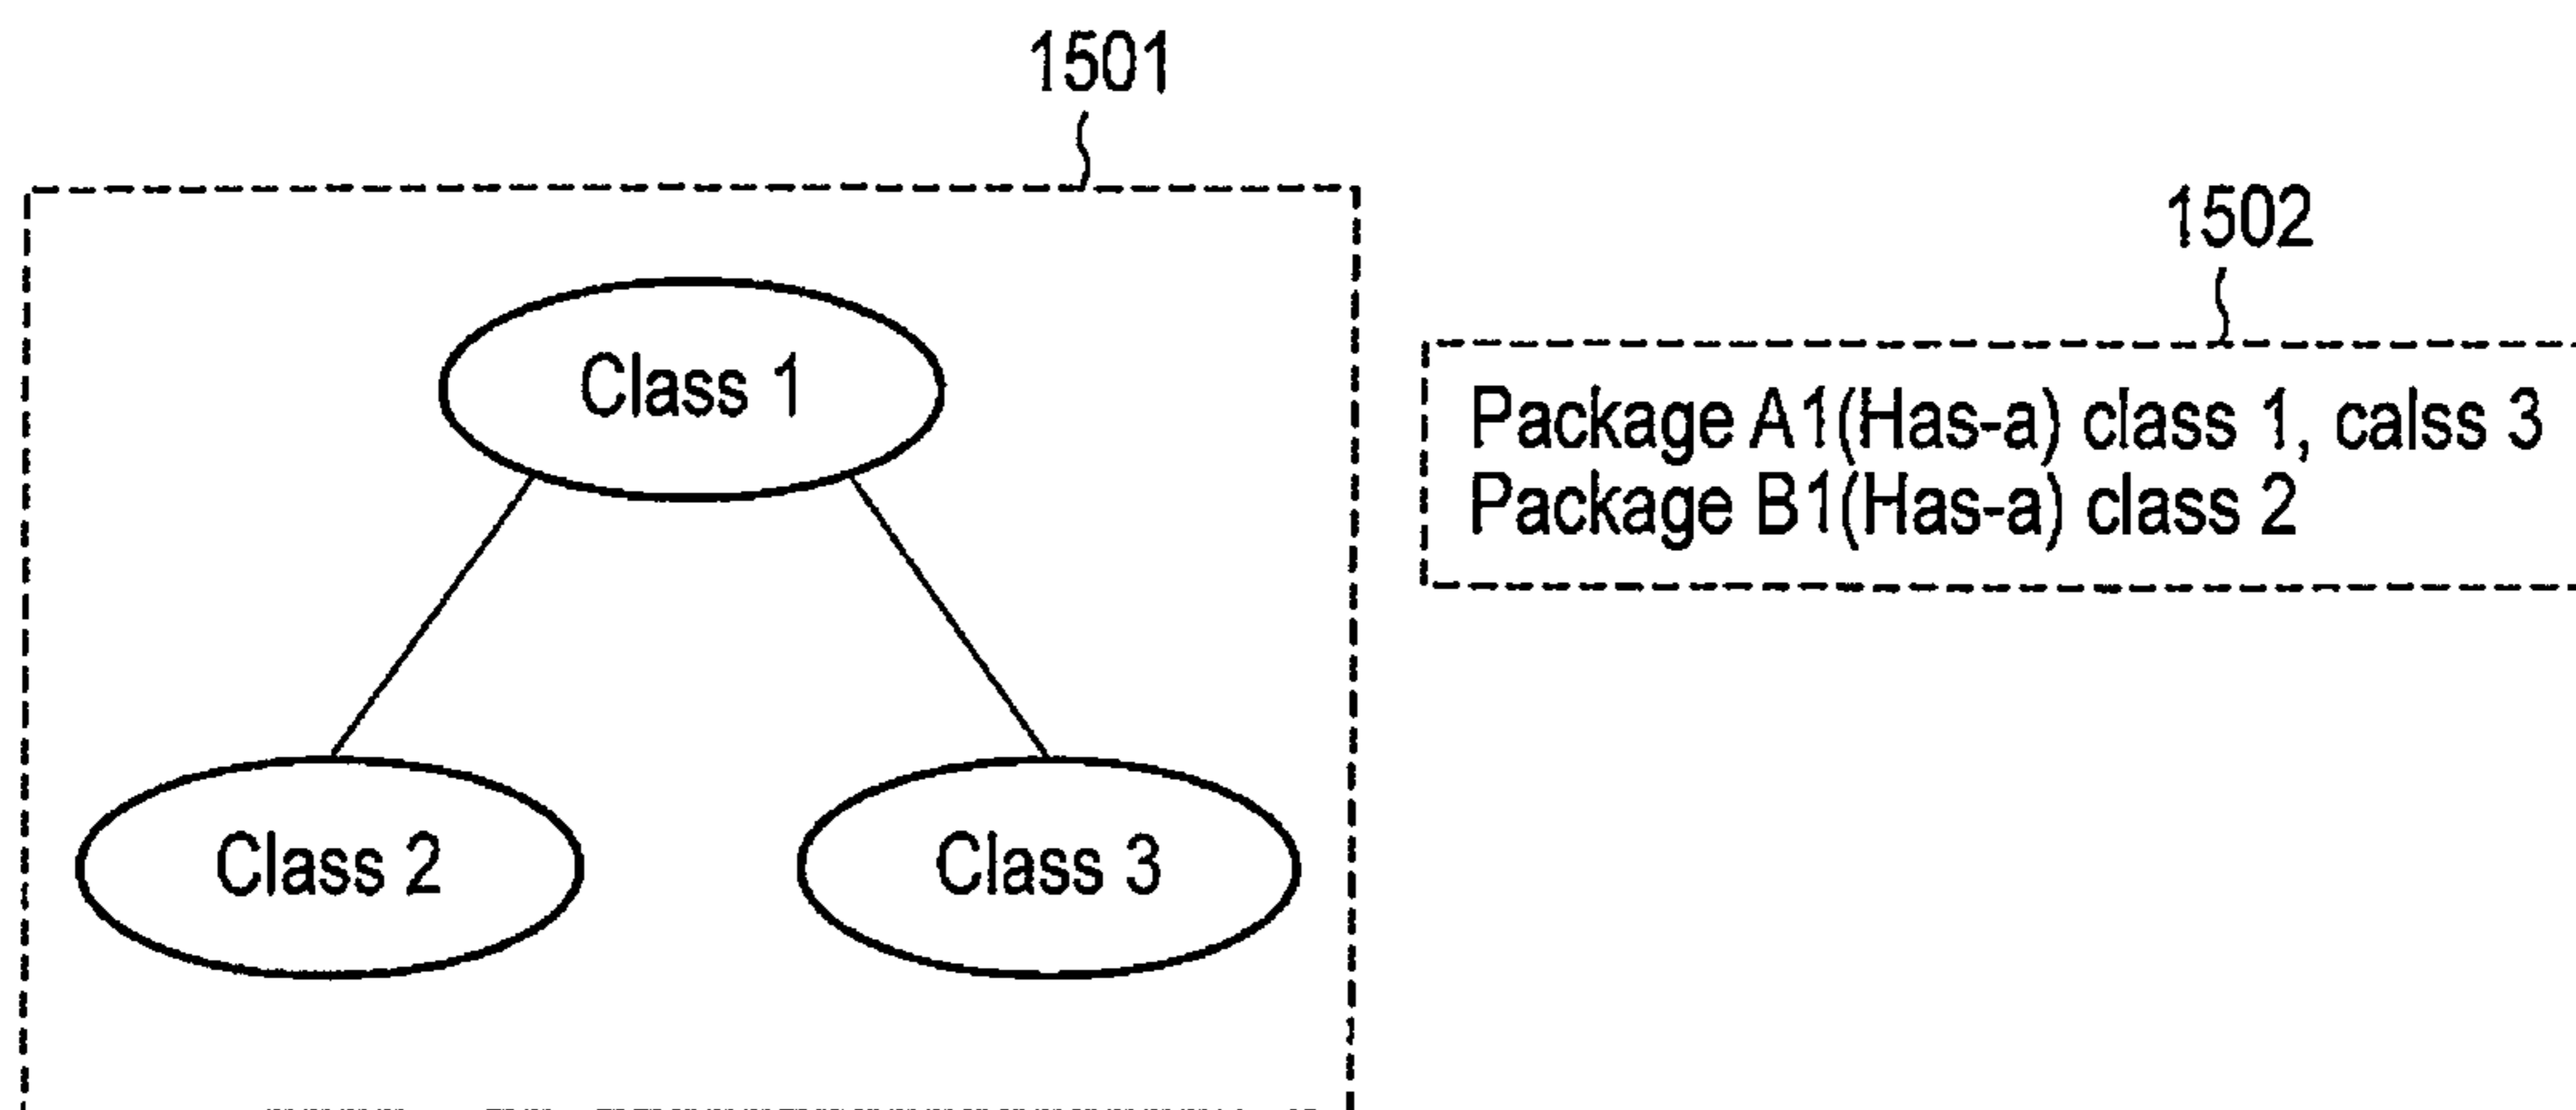 1501
1502
Class 1
Package A1(Has-a) class 1, calss 3
Package B1(Has-a) class 2
Class 2
Class 3